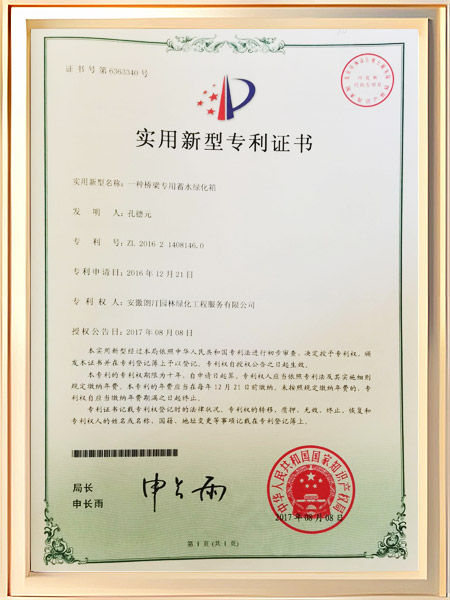 证书号第6363340号
实用新型专利证书
实用新型名称：一种桥梁专用蓄水绿化箱
发明人：孔德元
专利号：ZL 2016 2 1408146.0
专利申请日：2016年12月21日
专利权人：安徽朗汀园林绿化工程服务有限公司
授权公告日：2017年08月08日
本实用新型经过本局依照中华人民共和国专利法进行初步审查，决定授予专利权，颁
发本证书并在专利登记簿上予以登记。专利权自授权公告之日起生效。
本专利的专利权期限为十年，自申请日起算。专利权人应当依照专利法及其实施细则
规定缴纳年费。本专利的年费应当在每年12月21日前缴纳。未按照规定缴纳年费的，专
利权自应当缴纳年费期满之日起终止。
专利证书记载专利权登记时的法律状况。专利权的转移、质押、无效、终止、恢复和
专利权人的姓名或名称、国籍、地址变更等事项记载在专利登记簿上。
局长
申长雨
申长雨
中华人民共和国国家知识产权局
2017年08月08日
第1页(共1页)